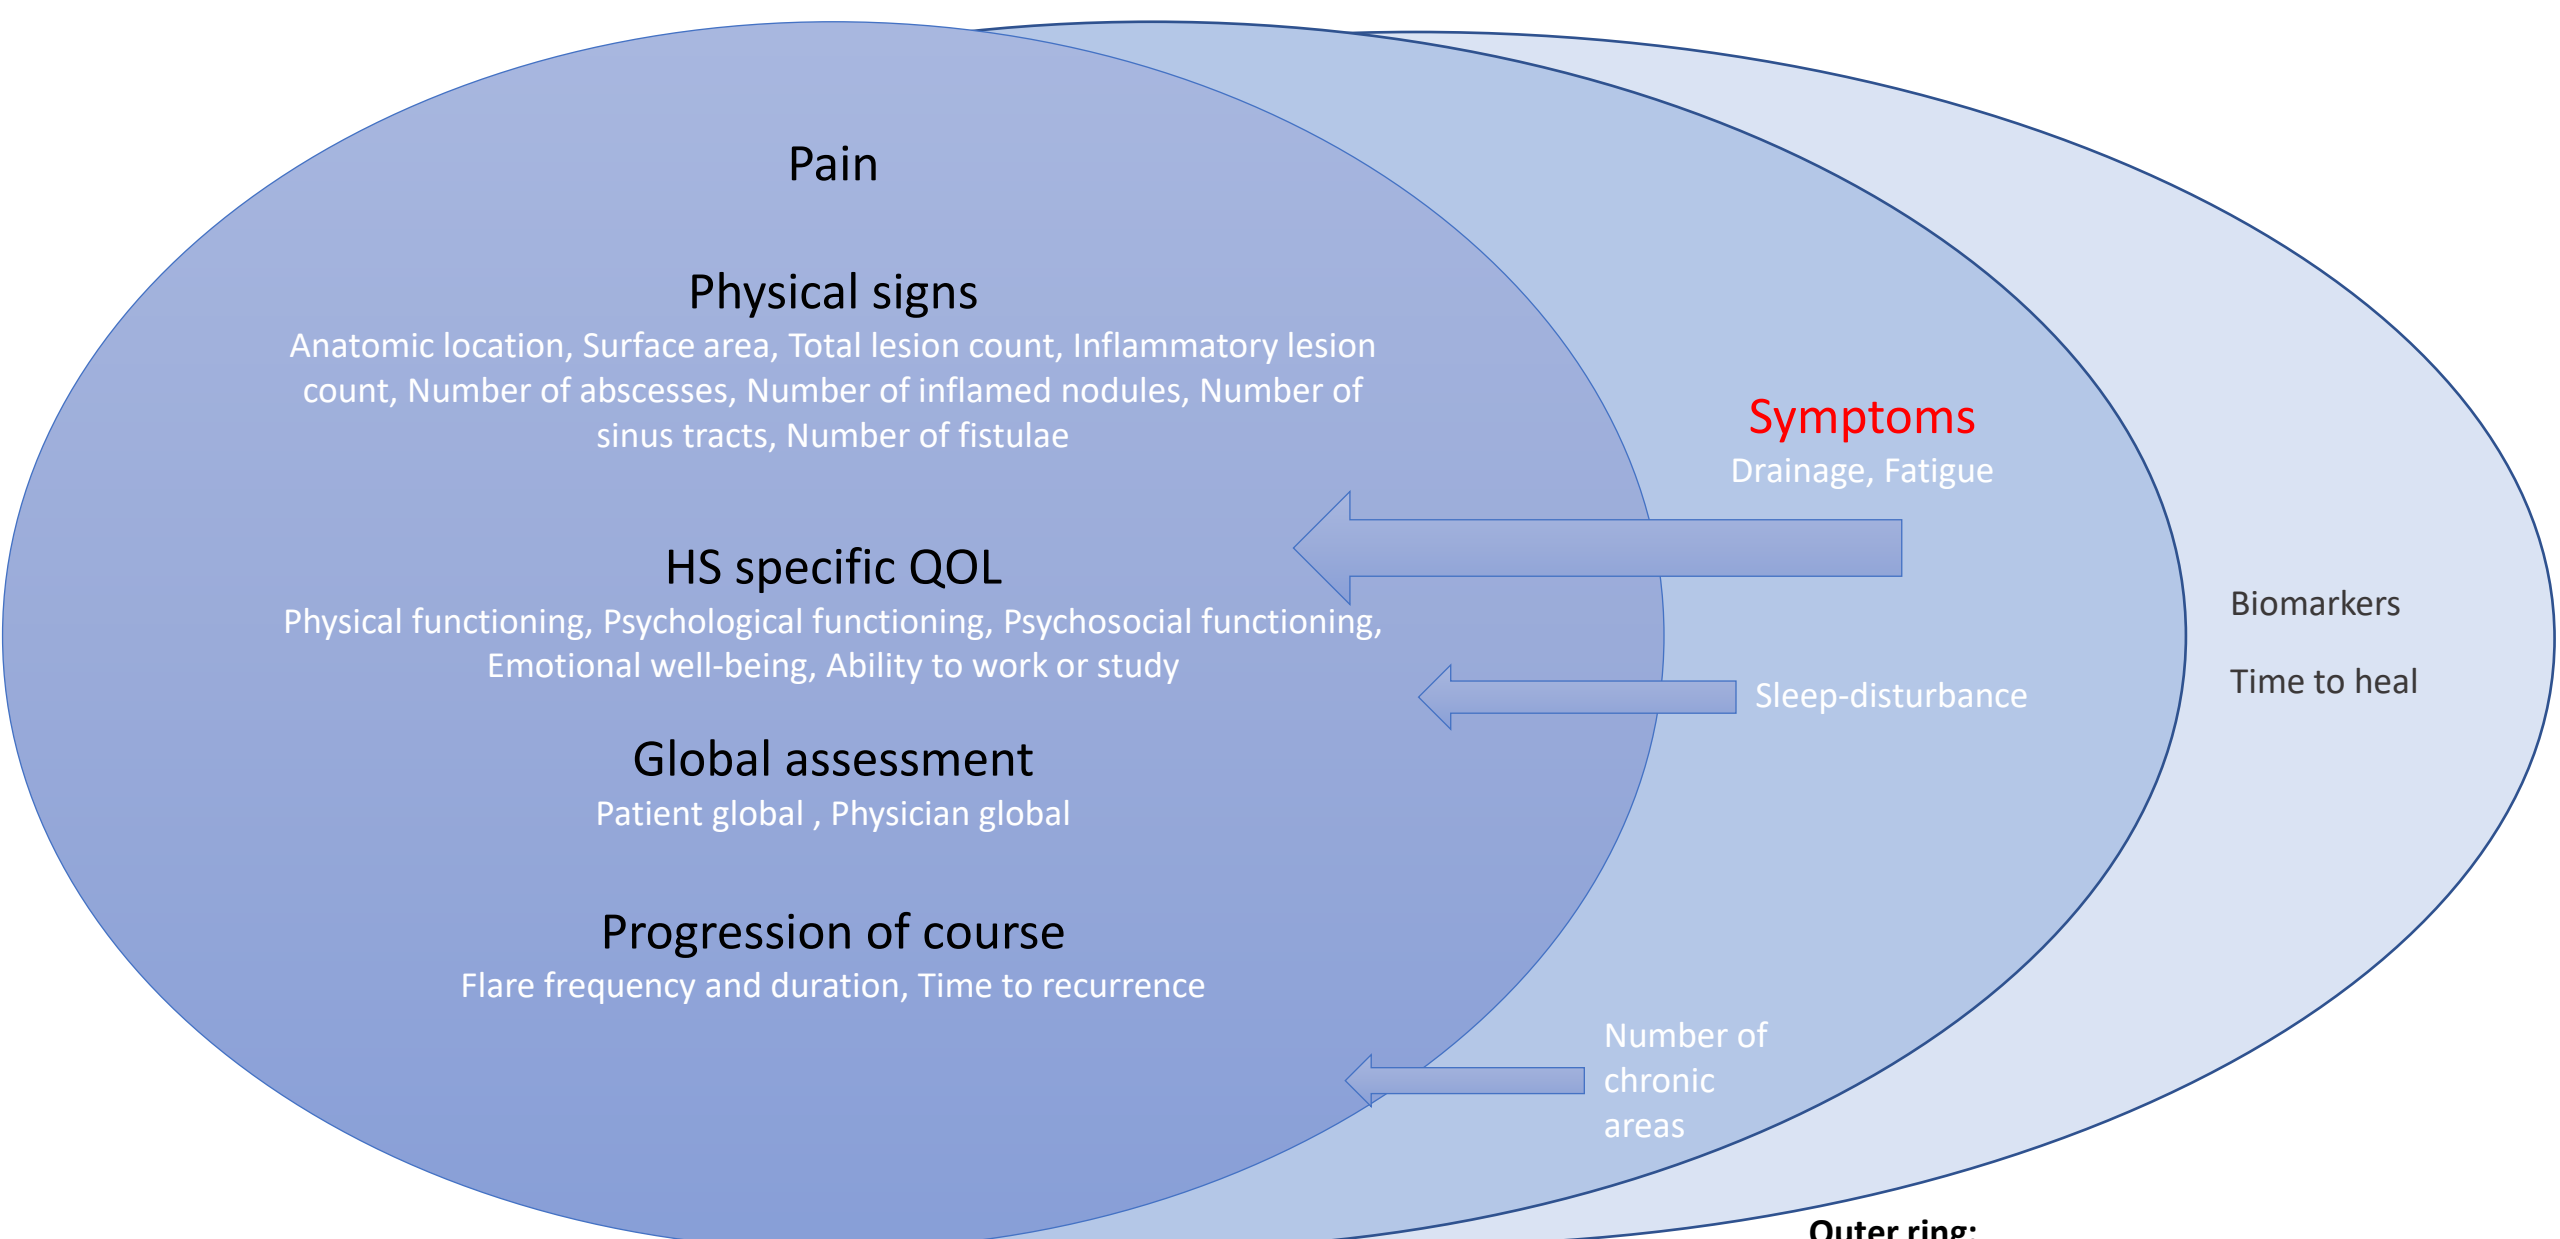 Pain
Physical signs
Anatomic location, Surface area, Total lesion count, Inflammatory lesion
count, Number of abscesses, Number of inflamed nodules, Number of
sinus tracts, Number of fistulae
HS specific QOL
Physical functioning, Psychological functioning, Psychosocial functioning,
Emotional well-being, Ability to work or study
Global assessment
Patient global , Physician global
Progression of course
Flare frequency and duration, Time to recurrence
Symptoms
Drainage, Fatigue
Sleep-disturbance
Number of
chronic
areas
Biomarkers
Time to heal
Outer ring: